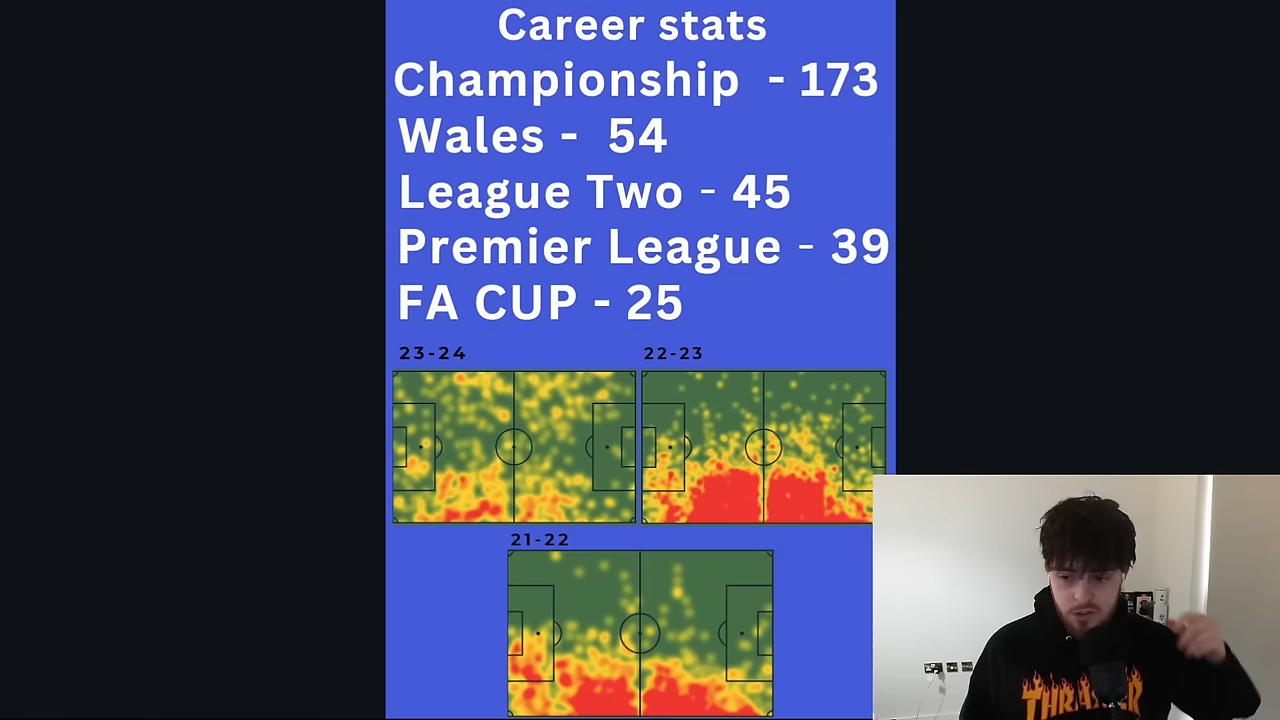 Career stats
Championship - 173
Wales - 54
League Two - 45
Premier League - 39
FA CUP - 25
23-24
22-23
21-22
THRASHER